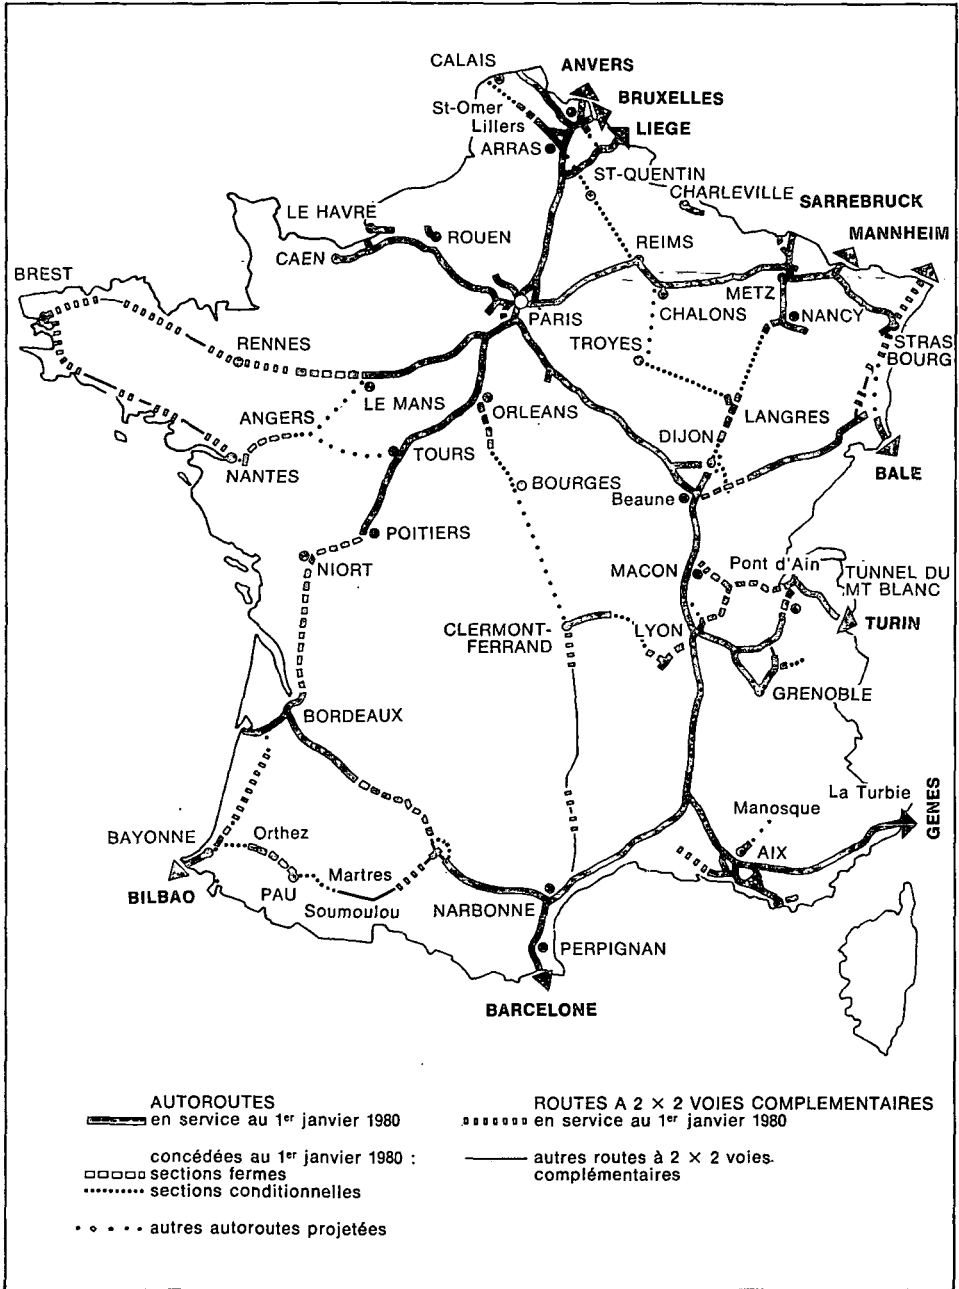 CALAIS
ANVERS
BRUXELLES
St-Omer
Lillers
LIEGE
ARRAS
ST-QUENTIN
CHARLEVILLE
SARREBRUCK
LE HAVRE
ROUEN
REIMS
MANNHEIM
CAEN
BREST
METZ
PARIS
CHALONS
NANCY
RENNES
TROYES
STRAS
BOURG
LE MANS
ANGERS
ORLEANS
LANGRES
DIJON
TOURS
NANTES
BOURGES
BALE
Beaune
POITIERS
NIORT
MACON
Pont d'Ain
TUNNEL DU
MT BLANC
CLERMONT-
FERRAND
LYON
TURIN
GRENOBLE
BORDEAUX
La Turbie
Manosque
GENES
BAYONNE
Orthez
AIX
Martres
BILBAO
PAU
Soumoulou
NARBONNE
PERPIGNAN
BARCELONE
AUTOROUTES
en service au 1er janvier 1980
concédées au 1er janvier 1980 :
sections fermes
sections conditionnelles
autres autoroutes projetées
ROUTES A 2 × 2 VOIES COMPLEMENTAIRES
en service au 1er janvier 1980
autres routes à 2 × 2 voies
complémentaires